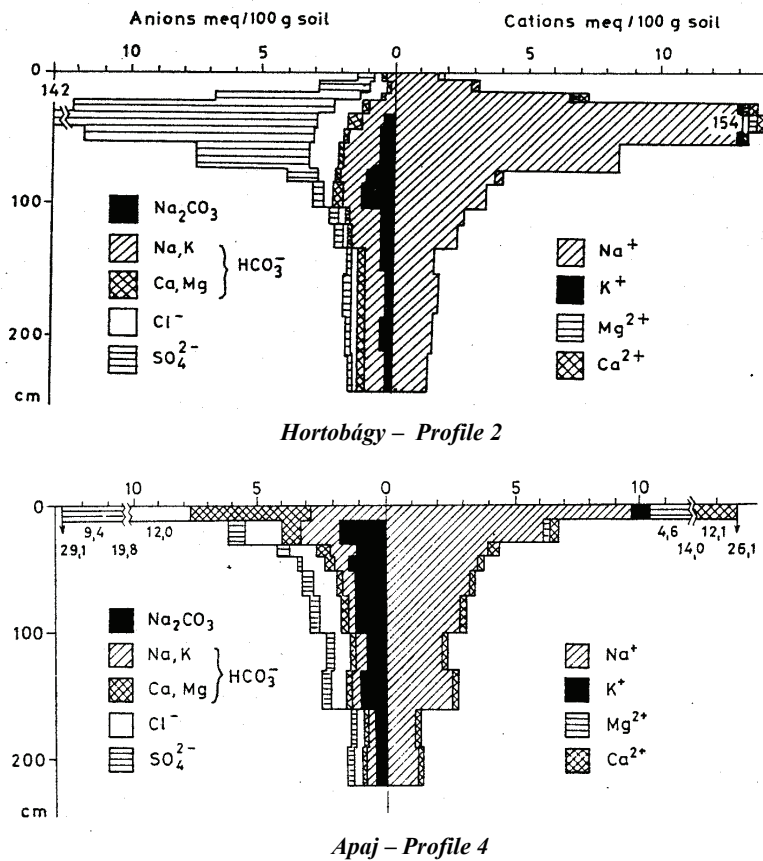 Anions meq/100 g soil Cations meq/100 g soil
10 5 0 5 10
0
142
154
100
200
cm
Na₂CO₃
Na,K
Ca,Mg
HCO₃⁻
Cl⁻
SO₄²⁻
Na⁺
K⁺
Mg²⁺
Ca²⁺
Hortobágy – Profile 2
10 5 0 5 10
0
9,4 12,0 4,6 12,1
29,1 19,8 14,0 26,1
100
200
cm
Na₂CO₃
Na,K
Ca,Mg
HCO₃⁻
Cl⁻
SO₄²⁻
Na⁺
K⁺
Mg²⁺
Ca²⁺
Apaj – Profile 4